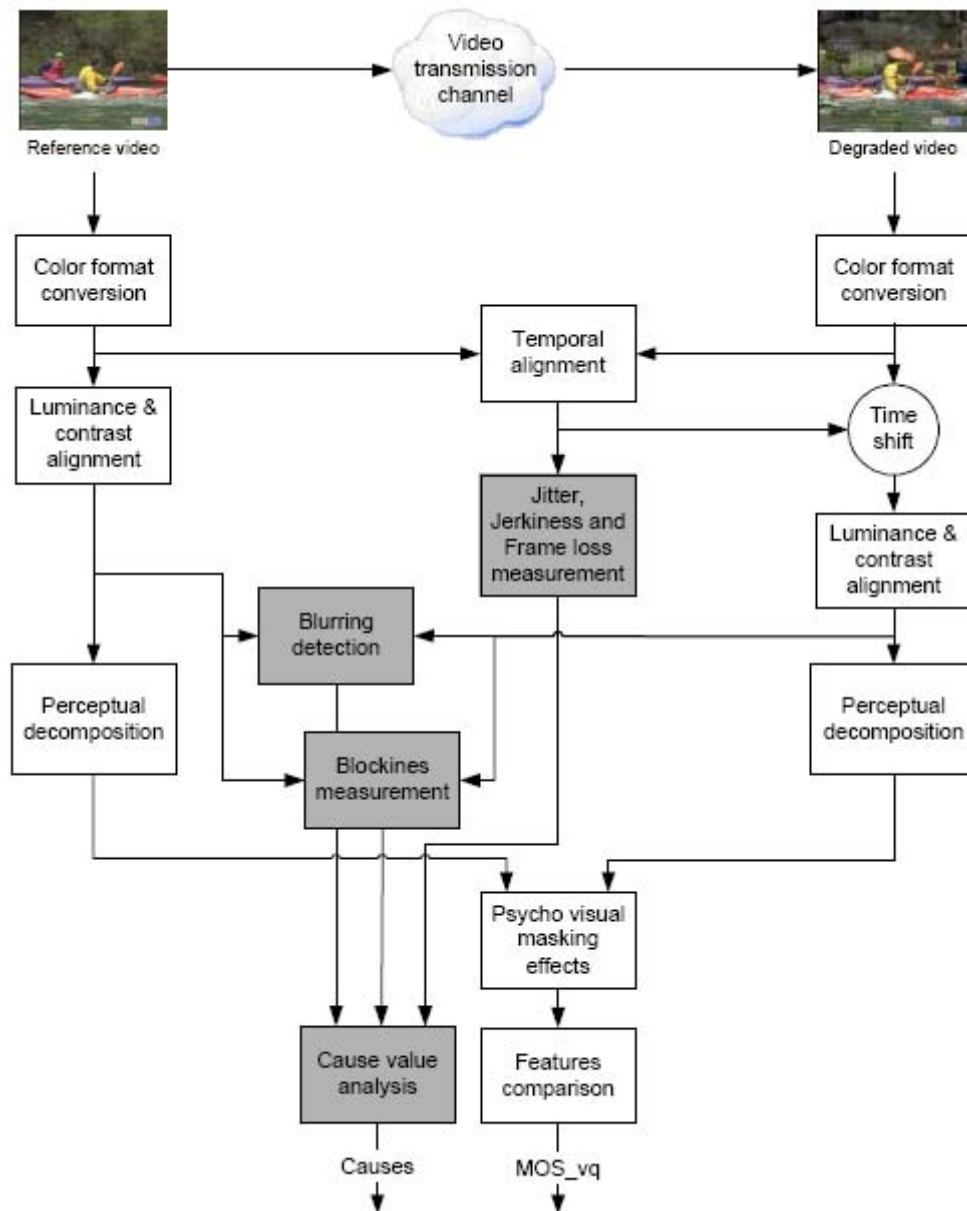 Video
transmission
channel
Reference video
Degraded video
Color format
conversion
Color format
conversion
Temporal
alignment
Luminance &
contrast
alignment
Time
shift
Jitter,
Jerkiness and
Frame loss
measurement
Luminance &
contrast
alignment
Blurring
detection
Perceptual
decomposition
Perceptual
decomposition
Blockines
measurement
Psycho visual
masking
effects
Cause value
analysis
Features
comparison
Causes
MOS_vq